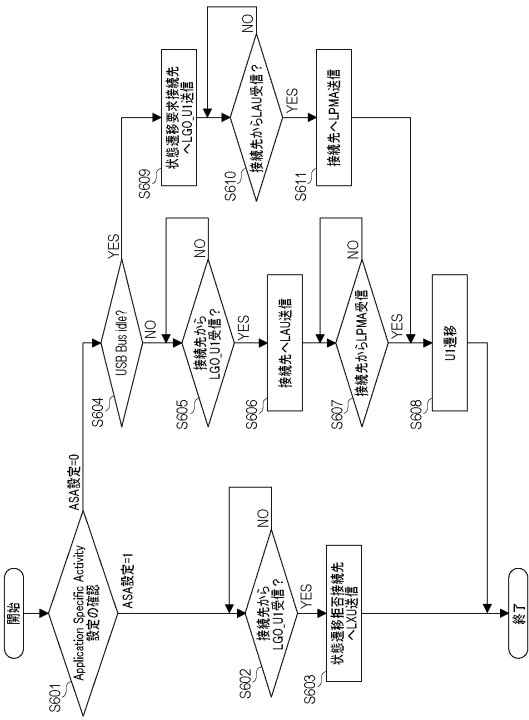 開始
S601
Application Specific Activity
設定の確認
ASA設定=0
ASA設定=1
S602
接続先から
LGO_U1受信？
NO
YES
S603
状態遷移拒否接続先
へLXU送信
S604
USB Bus idle?
YES
NO
S605
接続先から
LGO_U1受信？
NO
YES
S606
接続先へLAU送信
S607
接続先からLPMA受信
NO
YES
S608
U1遷移
S609
状態遷移要求接続先
へLGO_U1送信
S610
接続先からLAU受信？
NO
YES
S611
接続先へLPMA送信
終了